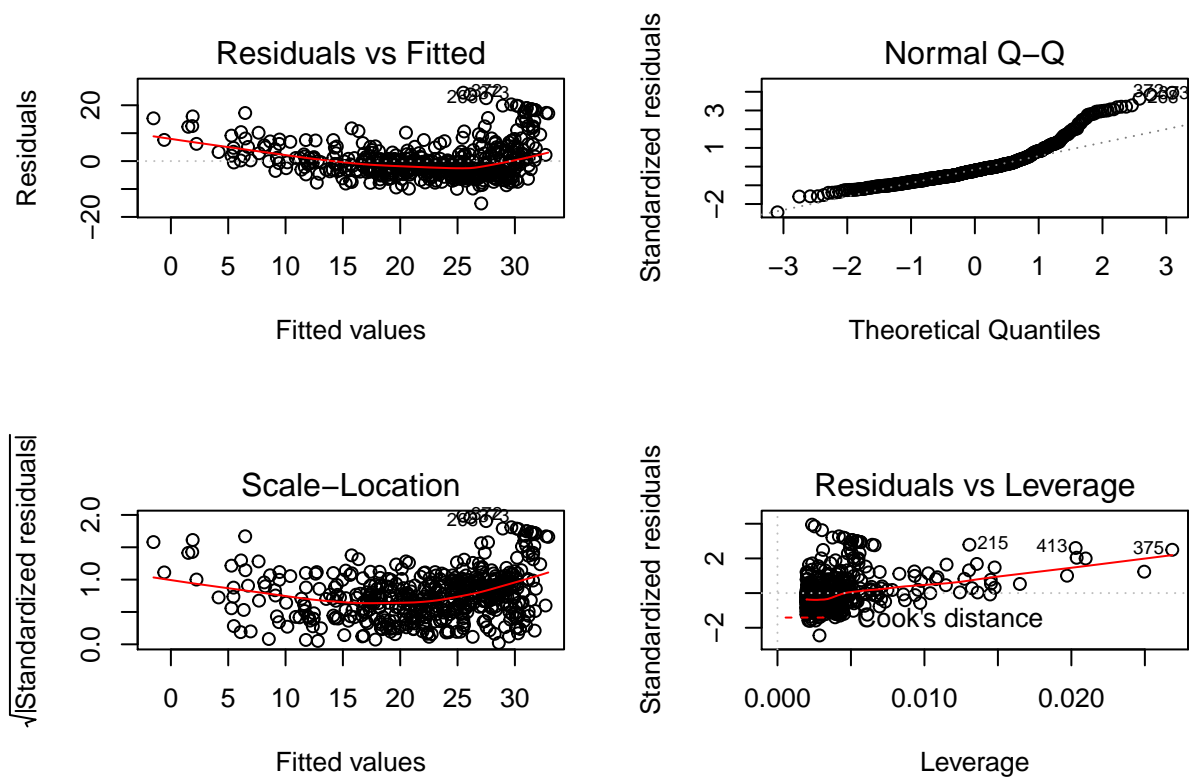 Residuals vs Fitted
Residuals
20
0
−20
372
0 5 10 15 20 25 30
Fitted values
Normal Q−Q
Standardized residuals
3
1
−2
−3 −2 −1 0 1 2 3
Theoretical Quantiles
Scale−Location
√|Standardized residuals|
2.0
1.0
0.0
0 5 10 15 20 25 30
Fitted values
Residuals vs Leverage
Standardized residuals
2
−2
215
413
375
Cook's distance
0.000 0.010 0.020
Leverage